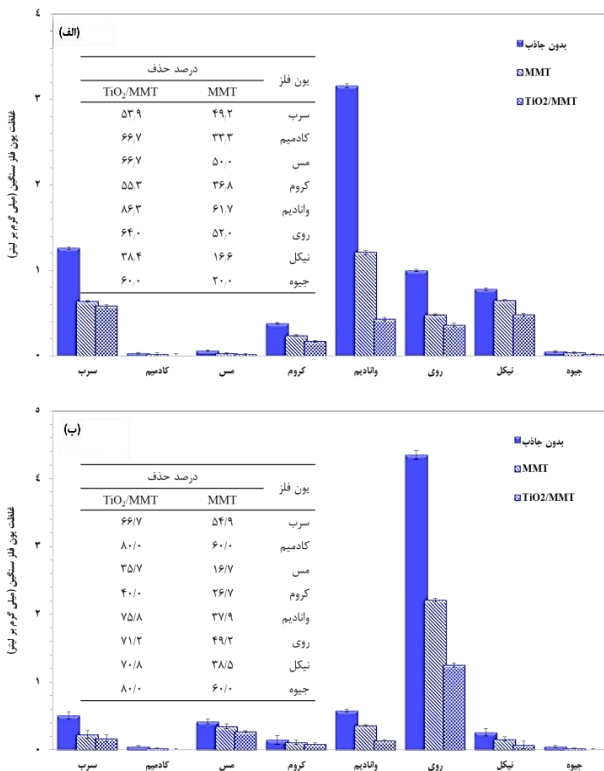 (الف)
بدون جاذب
MMT
TiO2/MMT
غلظت یون فلز سنگین (میلی گرم بر لیتر)
۴
۳
۲
۱
۰
یون فلز درصد حذف
MMT TiO₂/MMT
سرب ۴۹٫۲ ۵۳٫۹
کادمیم ۳۳٫۳ ۶۶٫۷
مس ۵۰٫۰ ۶۶٫۷
کروم ۳۶٫۸ ۵۵٫۳
وانادیم ۶۱٫۷ ۸۶٫۳
روی ۵۲٫۰ ۶۴٫۰
نیکل ۱۶٫۶ ۳۸٫۴
جیوه ۲۰٫۰ ۶۰٫۰
سرب کادمیم مس کروم وانادیم روی نیکل جیوه
(ب)
بدون جاذب
MMT
TiO2/MMT
غلظت یون فلز سنگین (میلی گرم بر لیتر)
۵
۴
۳
۲
۱
۰
یون فلز درصد حذف
MMT TiO₂/MMT
سرب ۵۴/۹ ۶۶/۷
کادمیم ۶۰/۰ ۸۰/۰
مس ۱۶/۷ ۳۵/۷
کروم ۲۶/۷ ۴۰/۰
وانادیم ۳۷/۹ ۷۵/۸
روی ۴۹/۲ ۷۱/۲
نیکل ۳۸/۵ ۷۰/۸
جیوه ۶۰/۰ ۸۰/۰
سرب کادمیم مس کروم وانادیم روی نیکل جیوه